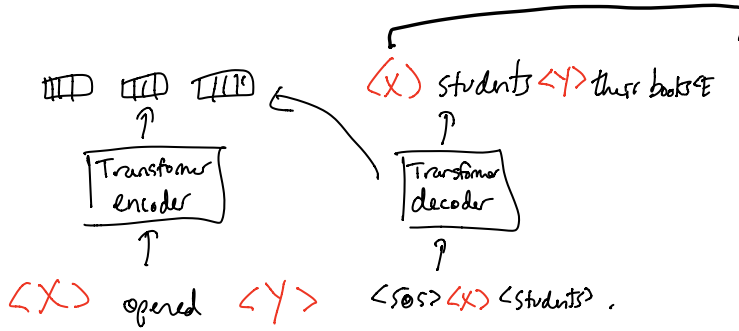 <X> students <Y> their books <E
Transformer
encoder
Transformer
decoder
<X> opened <Y>
<SOS> <X> <students> .